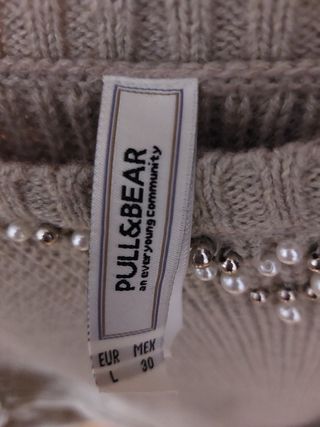 PULL&BEAR
an everyoung community
EUR MEX
L 30